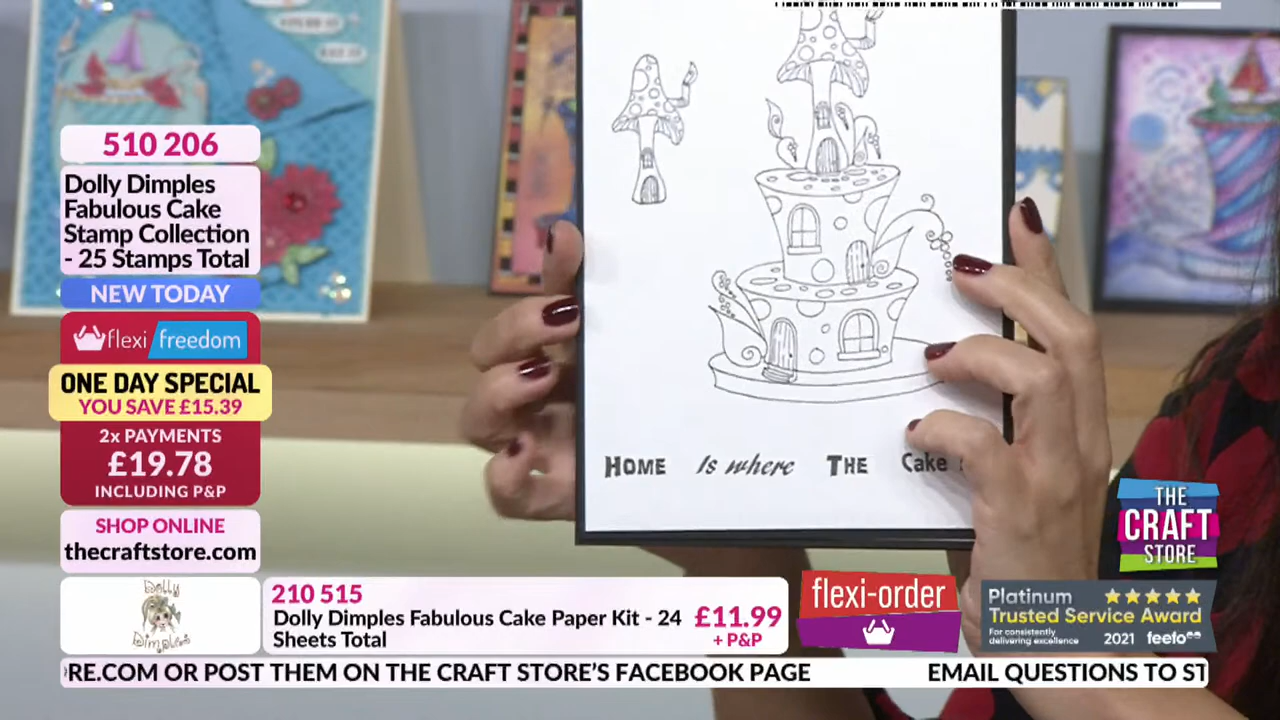 510 206
Dolly Dimples
Fabulous Cake
Stamp Collection
- 25 Stamps Total
NEW TODAY
flexi freedom
ONE DAY SPECIAL
YOU SAVE £15.39
2x PAYMENTS
£19.78
INCLUDING P&P
SHOP ONLINE
thecraftstore.com
HOME Is where THE Cake
THE
CRAFT
STORE
Dolly
Dimples
210 515
Dolly Dimples Fabulous Cake Paper Kit - 24
Sheets Total
£11.99
+ P&P
flexi-order
Platinum
Trusted Service Award
For consistently
delivering excellence
2021 feefo
RE.COM OR POST THEM ON THE CRAFT STORE'S FACEBOOK PAGE EMAIL QUESTIONS TO ST